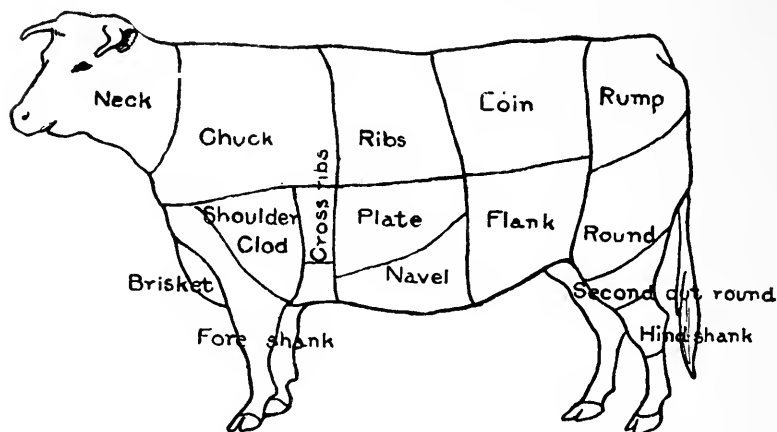 Neck
Chuck
Cross ribs
Ribs
Loin
Rump
Shoulder
Clod
Plate
Flank
Round
Brisket
Navel
Second cut round
Fore shank
Hind shank